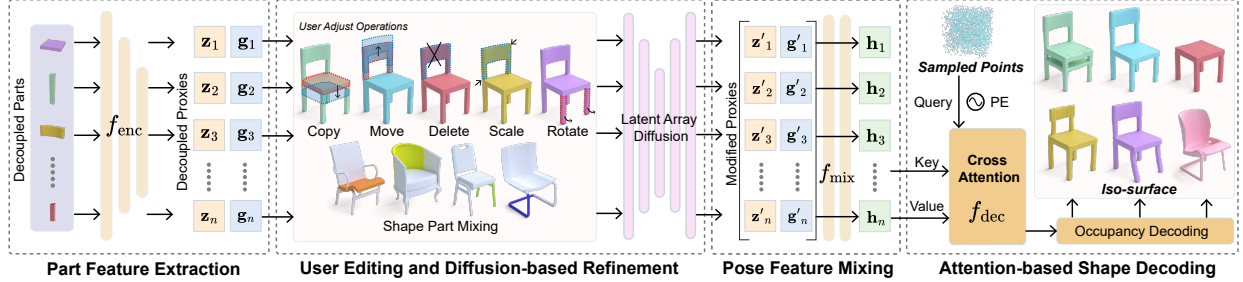 Decoupled Parts
f_enc
Decoupled Proxies
z_1 g_1
z_2 g_2
z_3 g_3
z_n g_n
Part Feature Extraction
User Adjust Operations
Copy Move Delete Scale Rotate
Shape Part Mixing
Latent Array
Diffusion
User Editing and Diffusion-based Refinement
Modified Proxies
z'_1 g'_1
z'_2 g'_2
z'_3 g'_3
z'_n g'_n
f_mix
h_1
h_2
h_3
h_n
Pose Feature Mixing
Sampled Points
Query
PE
Key
Value
Cross
Attention
f_dec
Iso-surface
Occupancy Decoding
Attention-based Shape Decoding